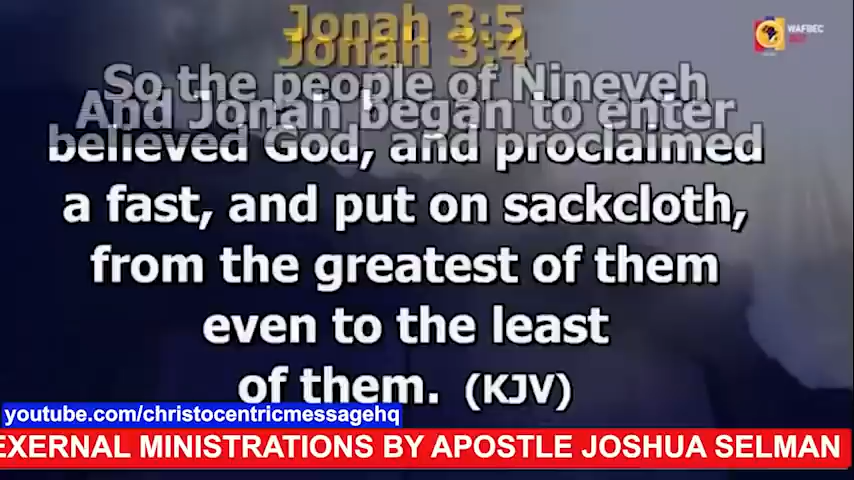 Jonah 3:5
Jonah 3:4
WAFBEC
So the people of Nineveh
And Jonah began to enter
believed God, and proclaimed
a fast, and put on sackcloth,
from the greatest of them
even to the least
of them. (KJV)
youtube.com/christocentricmessagehq
EXERNAL MINISTRATIONS BY APOSTLE JOSHUA SELMAN